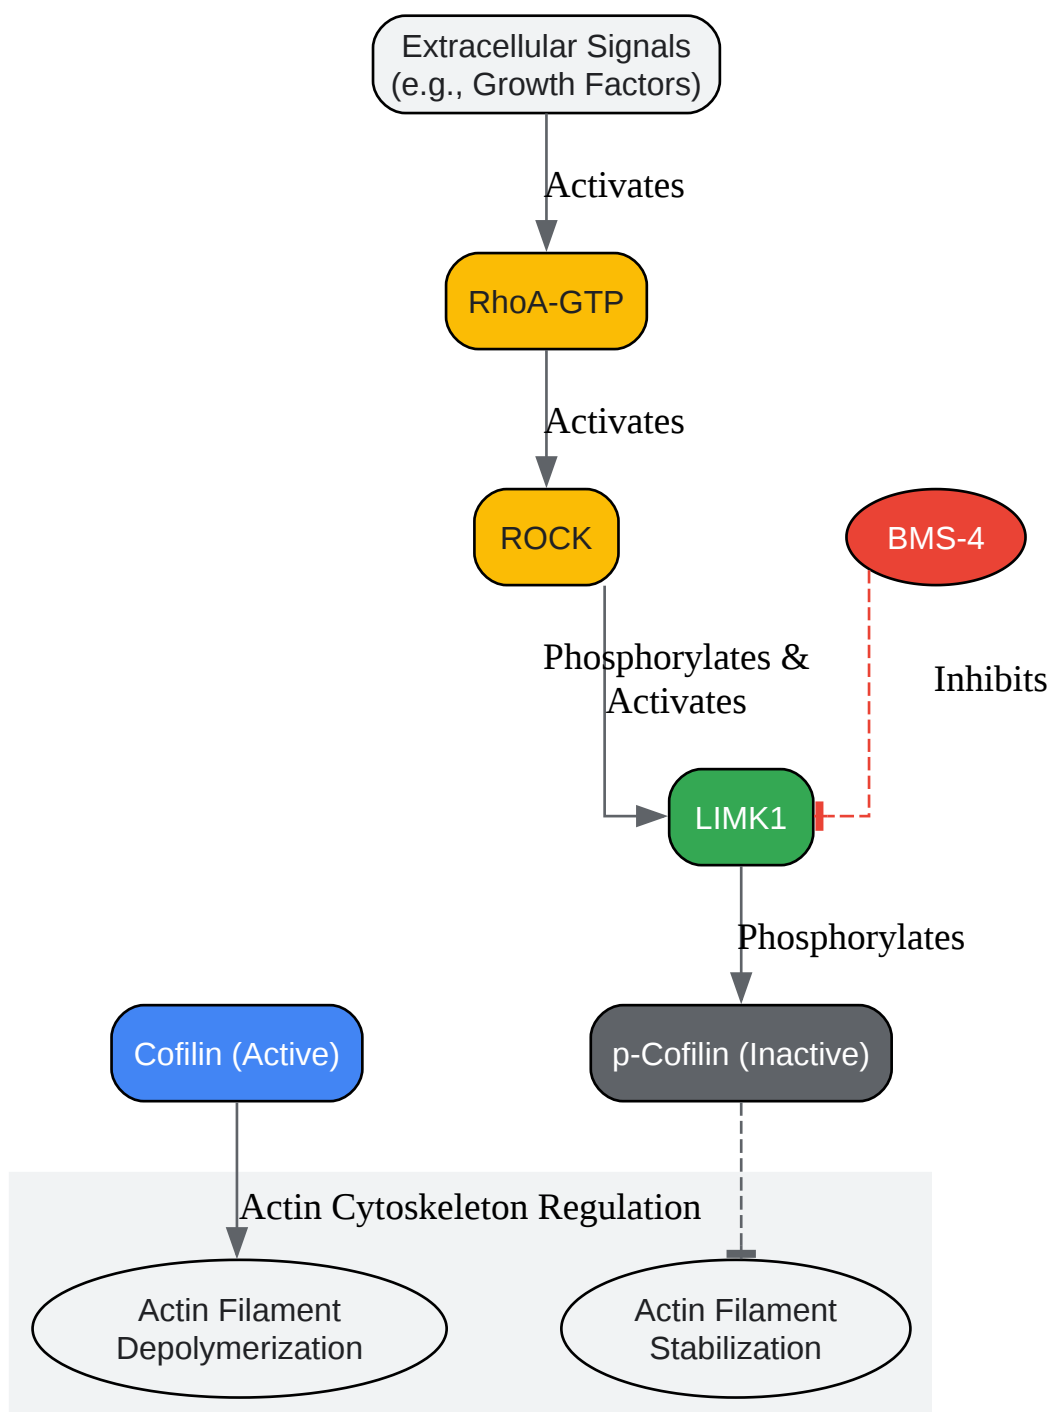 Extracellular Signals
(e.g., Growth Factors)
Activates
RhoA-GTP
Activates
ROCK
BMS-4
Phosphorylates &
Activates
Inhibits
LIMK1
Phosphorylates
Cofilin (Active)
p-Cofilin (Inactive)
Actin Cytoskeleton Regulation
Actin Filament
Depolymerization
Actin Filament
Stabilization